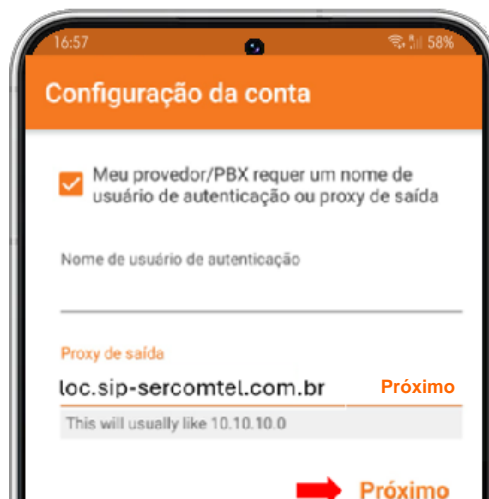 16:57 58%
Configuração da conta
Meu provedor/PBX requer um nome de
usuário de autenticação ou proxy de saída
Nome de usuário de autenticação
Proxy de saída
loc.sip-sercomtel.com.br Próximo
This will usually like 10.10.10.0
Próximo